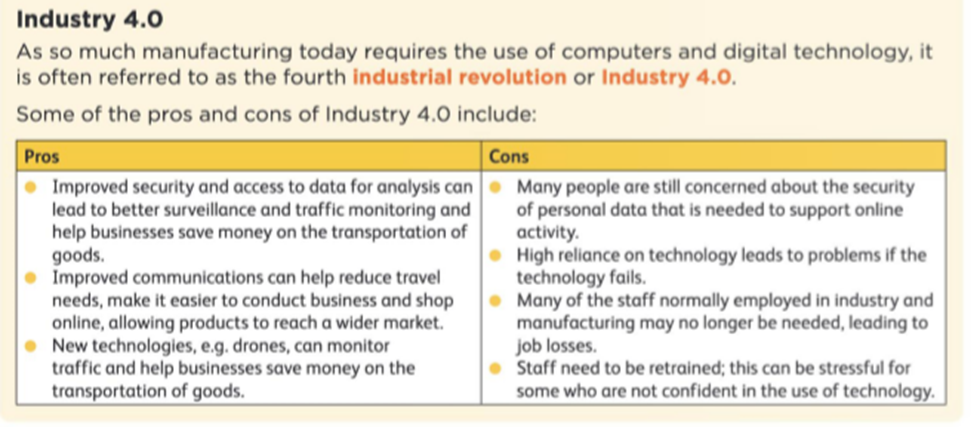 Industry 4.0
As so much manufacturing today requires the use of computers and digital technology, it
is often referred to as the fourth industrial revolution or Industry 4.0.
Some of the pros and cons of Industry 4.0 include:
Pros
Improved security and access to data for analysis can
lead to better surveillance and traffic monitoring and
help businesses save money on the transportation of
goods.
Improved communications can help reduce travel
needs, make it easier to conduct business and shop
online, allowing products to reach a wider market.
New technologies, e.g. drones, can monitor
traffic and help businesses save money on the
transportation of goods.
Cons
Many people are still concerned about the security
of personal data that is needed to support online
activity.
High reliance on technology leads to problems if the
technology fails.
Many of the staff normally employed in industry and
manufacturing may no longer be needed, leading to
job losses.
Staff need to be retrained; this can be stressful for
some who are not confident in the use of technology.